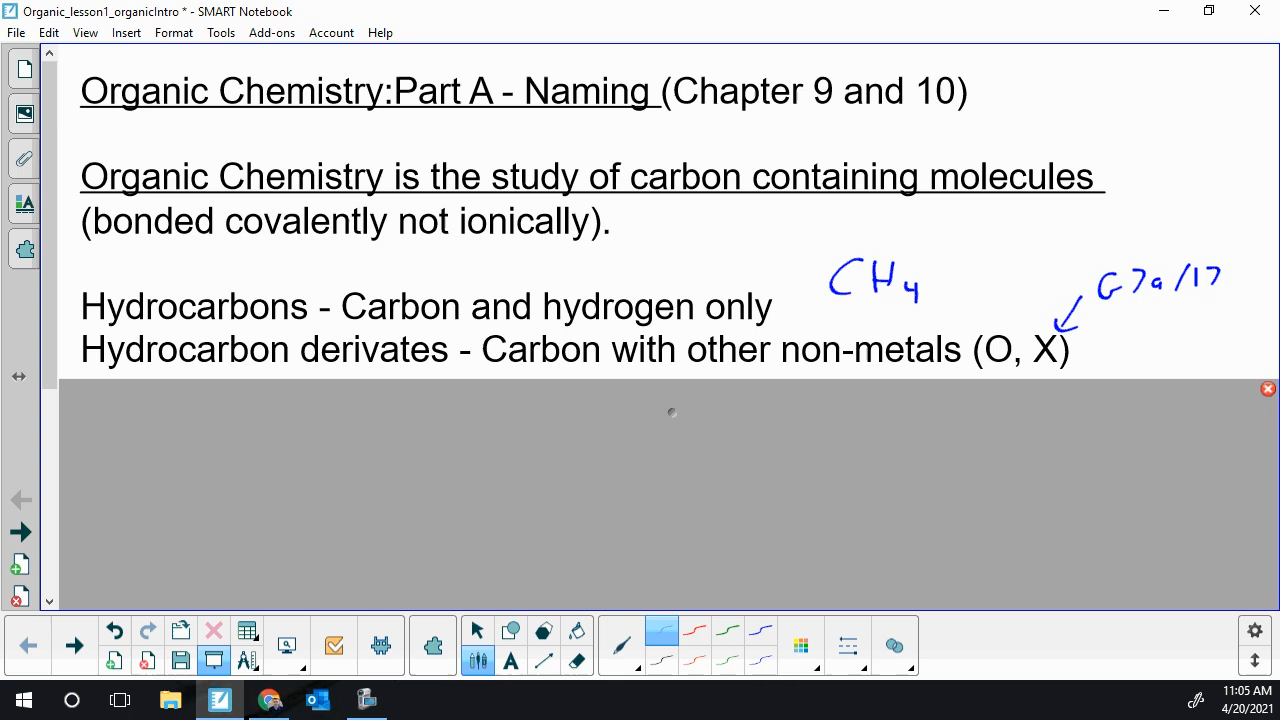 Organic_lesson1_organicIntro * - SMART Notebook
File Edit View Insert Format Tools Add-ons Account Help
Organic Chemistry:Part A - Naming (Chapter 9 and 10)
Organic Chemistry is the study of carbon containing molecules
(bonded covalently not ionically).
CH4
G7a/17
Hydrocarbons - Carbon and hydrogen only
Hydrocarbon derivates - Carbon with other non-metals (O, X)
11:05 AM
4/20/2021